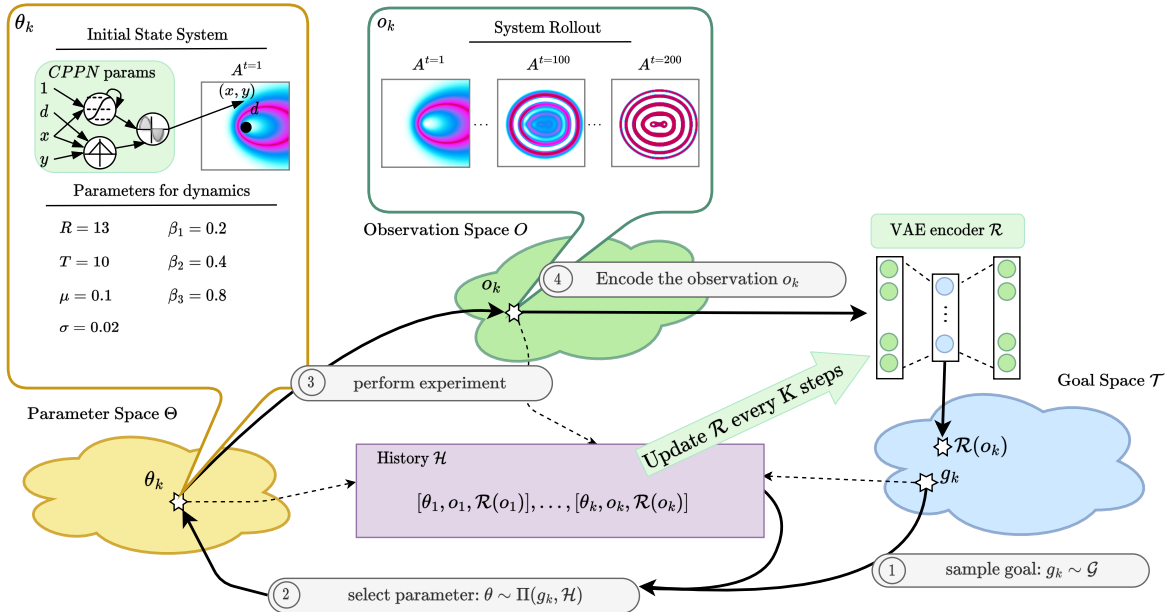 θ_k
Initial State System
CPPN params
A^{t=1}
1
d
x
y
(x, y)
d
Parameters for dynamics
R = 13
β_1 = 0.2
T = 10
β_2 = 0.4
μ = 0.1
β_3 = 0.8
σ = 0.02
o_k
System Rollout
A^{t=1}
A^{t=100}
A^{t=200}
...
...
Observation Space O
VAE encoder R
o_k
4 Encode the observation o_k
...
3 perform experiment
Update R every K steps
Goal Space T
Parameter Space Θ
θ_k
History H
[θ_1, o_1, R(o_1)], . . . , [θ_k, o_k, R(o_k)]
R(o_k)
g_k
1 sample goal: g_k ∼ G
2 select parameter: θ ∼ Π(g_k, H)